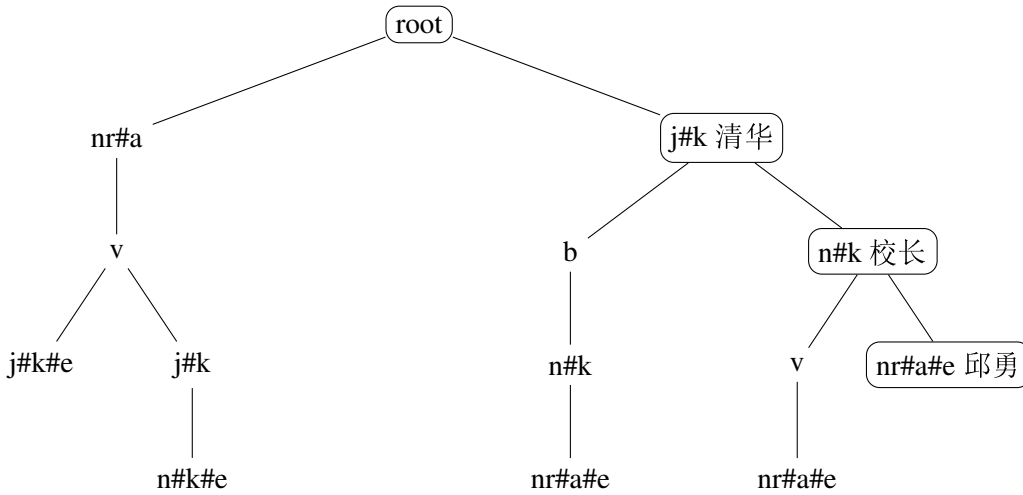 root
nr#a
j#k 清华
v
b
n#k 校长
j#k#e
j#k
n#k
v
nr#a#e 邱勇
n#k#e
nr#a#e
nr#a#e